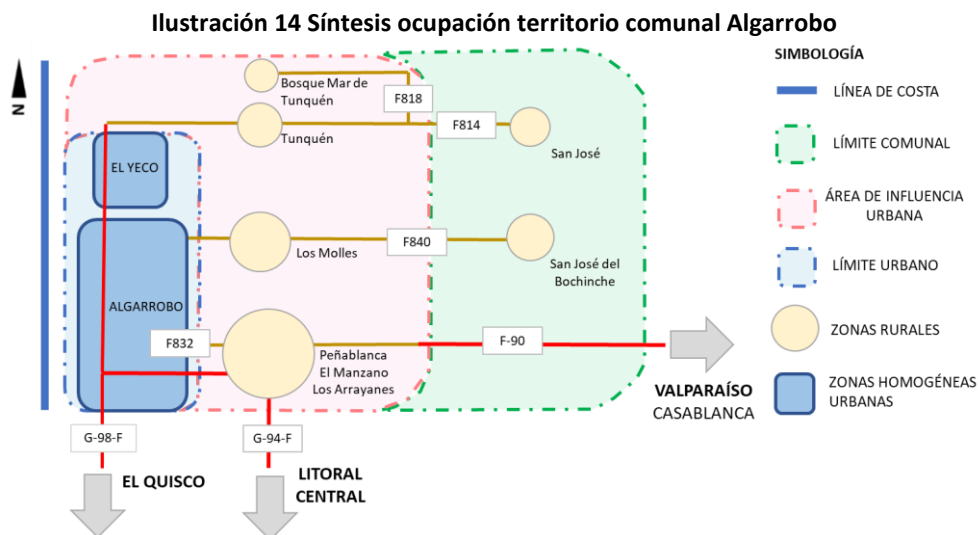 Ilustración 14 Síntesis ocupación territorio comunal Algarrobo
N
Bosque Mar de
Tunquén
F818
Tunquén
F814
San José
EL YECO
Los Molles
F840
San José del
Bochinche
ALGARROBO
F832
Peñablanca
El Manzano
Los Arrayanes
F-90
VALPARAÍSO
CASABLANCA
G-98-F
G-94-F
EL QUISCO
LITORAL
CENTRAL
SIMBOLOGÍA
LÍNEA DE COSTA
LÍMITE COMUNAL
ÁREA DE INFLUENCIA
URBANA
LÍMITE URBANO
ZONAS RURALES
ZONAS HOMOGÉNEAS
URBANAS